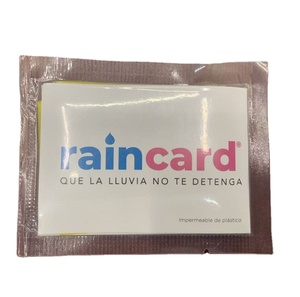 raincard®
QUE LA LLUVIA NO TE DETENGA
Impermeable de plástico